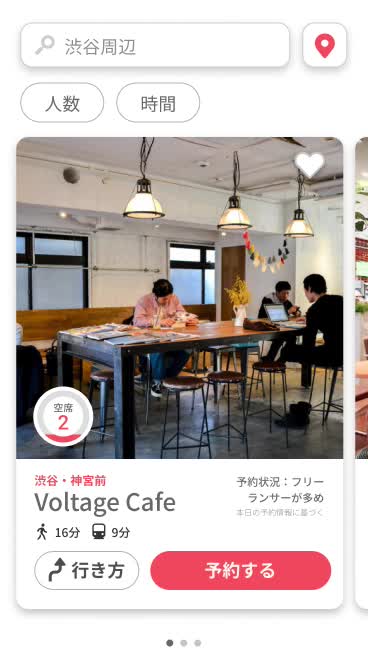 渋谷周辺
人数
時間
空席
2
渋谷・神宮前
Voltage Cafe
16分 9分
予約状況：フリー
ランサーが多め
本日の予約情報に基づく
行き方
予約する